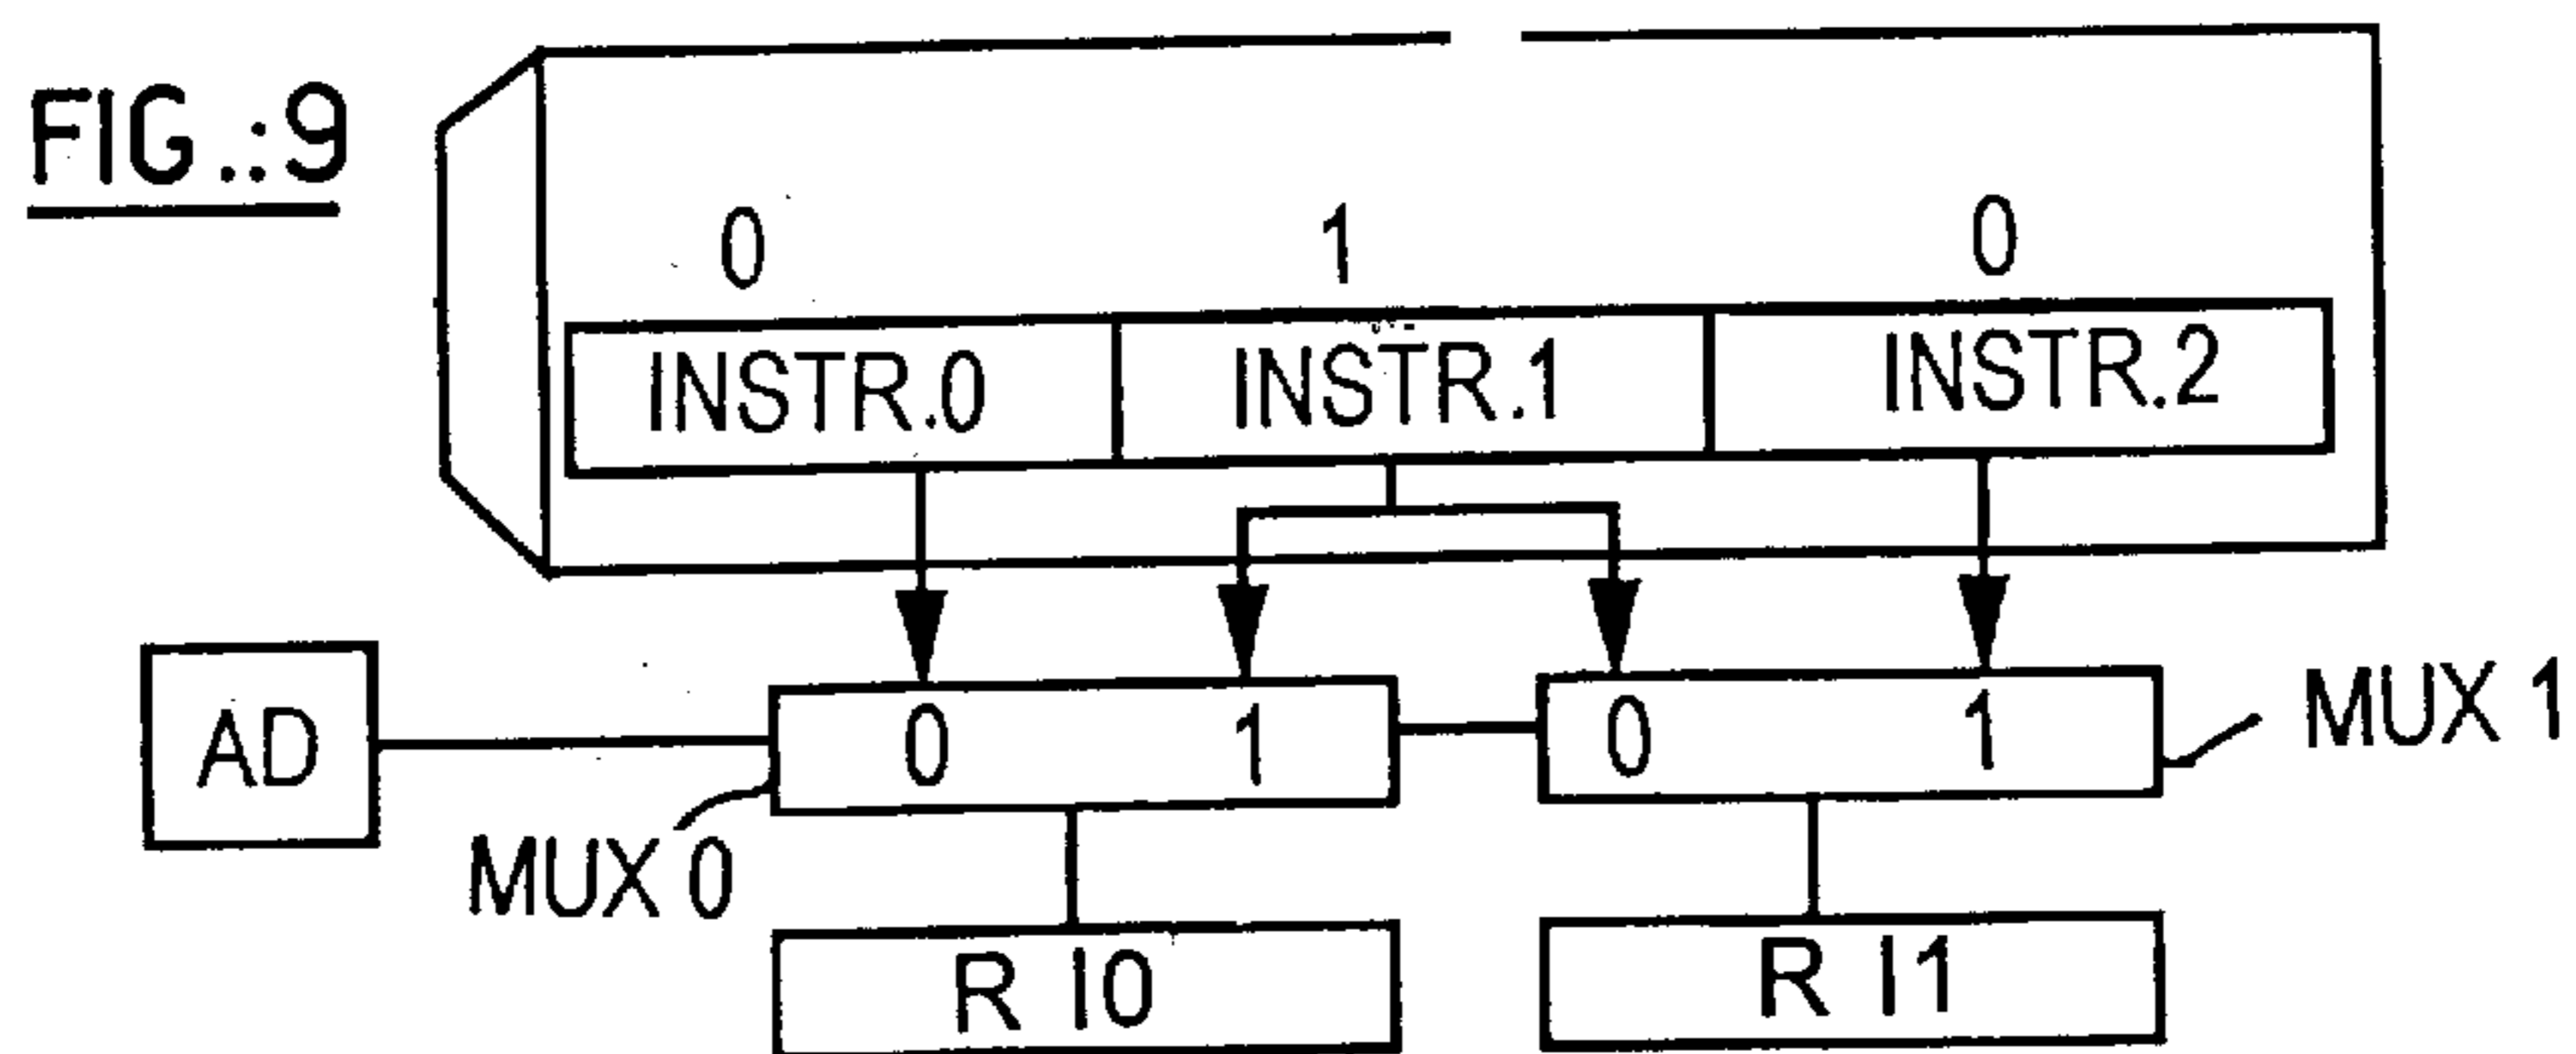 FIG.:9
0 1 0
INSTR.0 INSTR.1 INSTR.2
AD
0 1
0 1
MUX 1
MUX 0
R I0
R I1